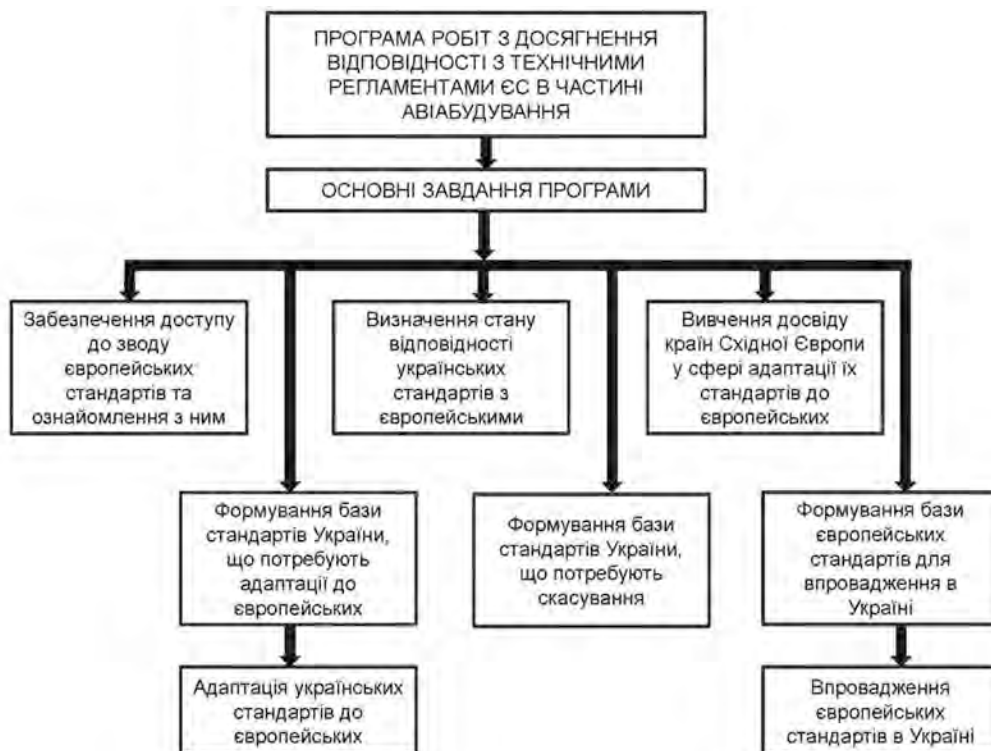 ПРОГРАМА РОБІТ З ДОСЯГНЕННЯ
ВІДПОВІДНОСТІ З ТЕХНІЧНИМИ
РЕГЛАМЕНТАМИ ЄС В ЧАСТИНІ
АВІАБУДУВАННЯ
ОСНОВНІ ЗАВДАННЯ ПРОГРАМИ
Забезпечення доступу
до зводу
європейських
стандартів та
ознайомлення з ним
Визначення стану
відповідності
українських
стандартів з
європейськими
Вивчення досвіду
країн Східної Європи
у сфері адаптації їх
стандартів до
європейських
Формування бази
стандартів України,
що потребують
адаптації до
європейських
Формування бази
стандартів України,
що потребують
скасування
Формування бази
європейських
стандартів для
впровадження в
Україні
Адаптація українських
стандартів до
європейських
Впровадження
європейських
стандартів в Україні